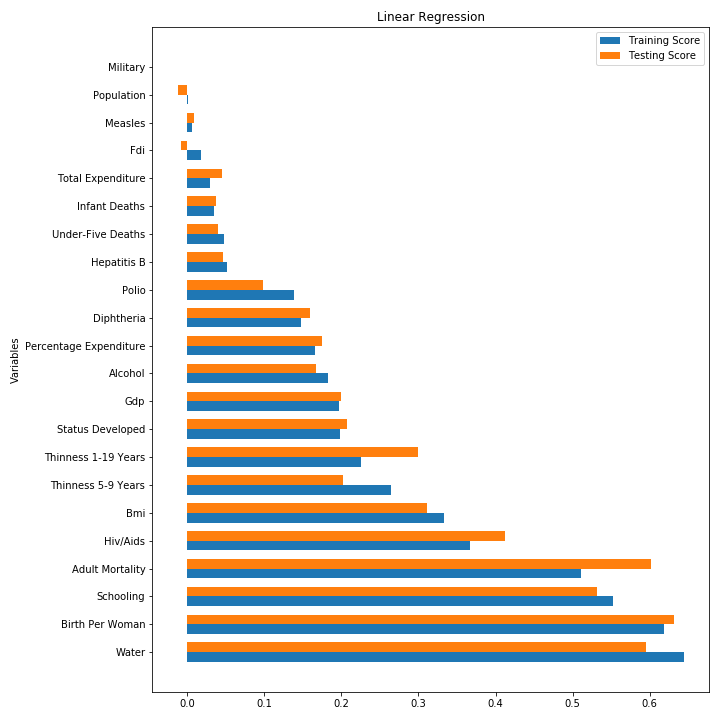 Linear Regression
Training Score
Testing Score
Military
Population
Measles
Fdi
Total Expenditure
Infant Deaths
Under-Five Deaths
Hepatitis B
Polio
Diphtheria
Percentage Expenditure
Alcohol
Gdp
Status Developed
Thinness 1-19 Years
Thinness 5-9 Years
Bmi
Hiv/Aids
Adult Mortality
Schooling
Birth Per Woman
Water
Variables
0.0 0.1 0.2 0.3 0.4 0.5 0.6